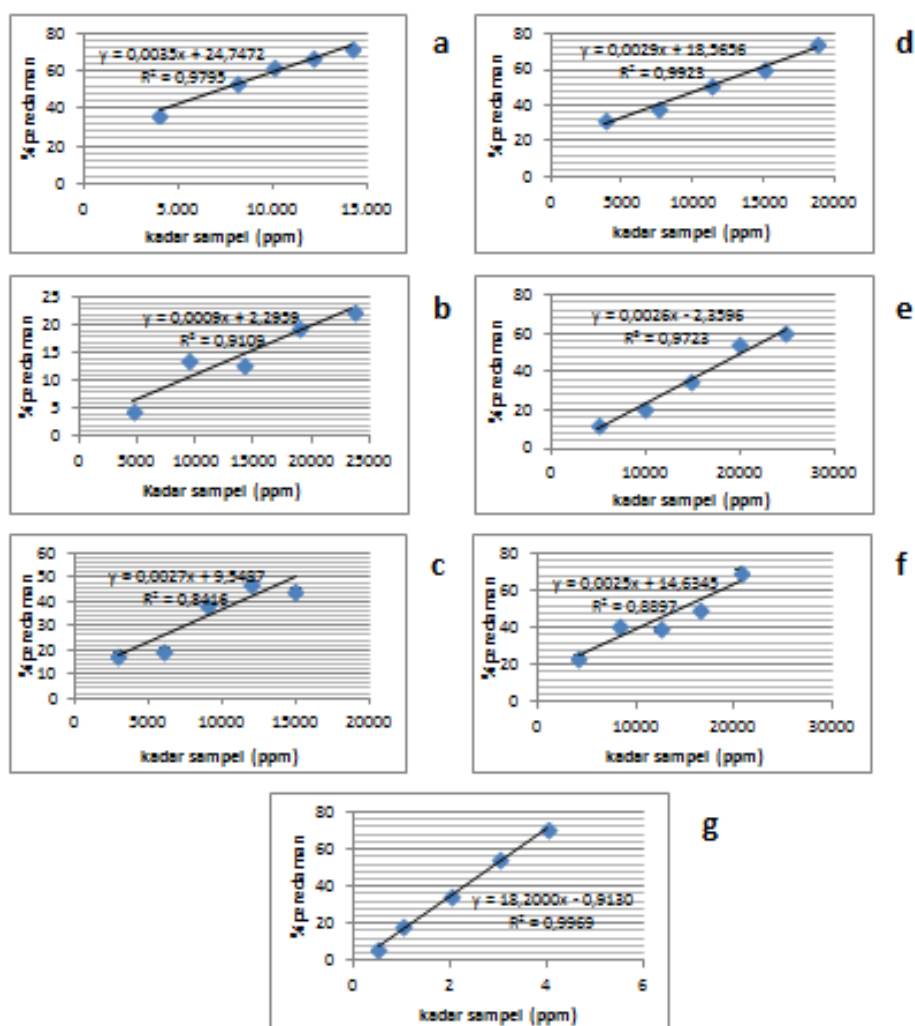 a
y = 0,0035x + 24,7472
R² = 0,9795
% peredaman
80
60
40
20
0
0 5.000 10.000 15.000
kadar sampel (ppm)
d
y = 0,0029x + 18,5656
R² = 0,9923
% peredaman
80
60
40
20
0
0 5000 10000 15000 20000
kadar sampel (ppm)
b
y = 0,0009x + 2,2959
R² = 0,9109
% peredaman
25
20
15
10
5
0
0 5000 10000 15000 20000 25000
Kadar sampel (ppm)
e
y = 0,0026x - 2,3596
R² = 0,9723
% peredaman
80
60
40
20
0
0 10000 20000 30000
kadar sampel (ppm)
c
y = 0,0027x + 9,5487
R² = 0,8416
% peredaman
60
50
40
30
20
10
0
0 5000 10000 15000 20000
kadar sampel (ppm)
f
y = 0,0025x + 14,6345
R² = 0,8897
% peredaman
80
60
40
20
0
0 10000 20000 30000
kadar sampel (ppm)
g
y = 18,2000x - 0,9130
R² = 0,9969
% peredaman
80
60
40
20
0
0 2 4 6
kadar sampel (ppm)